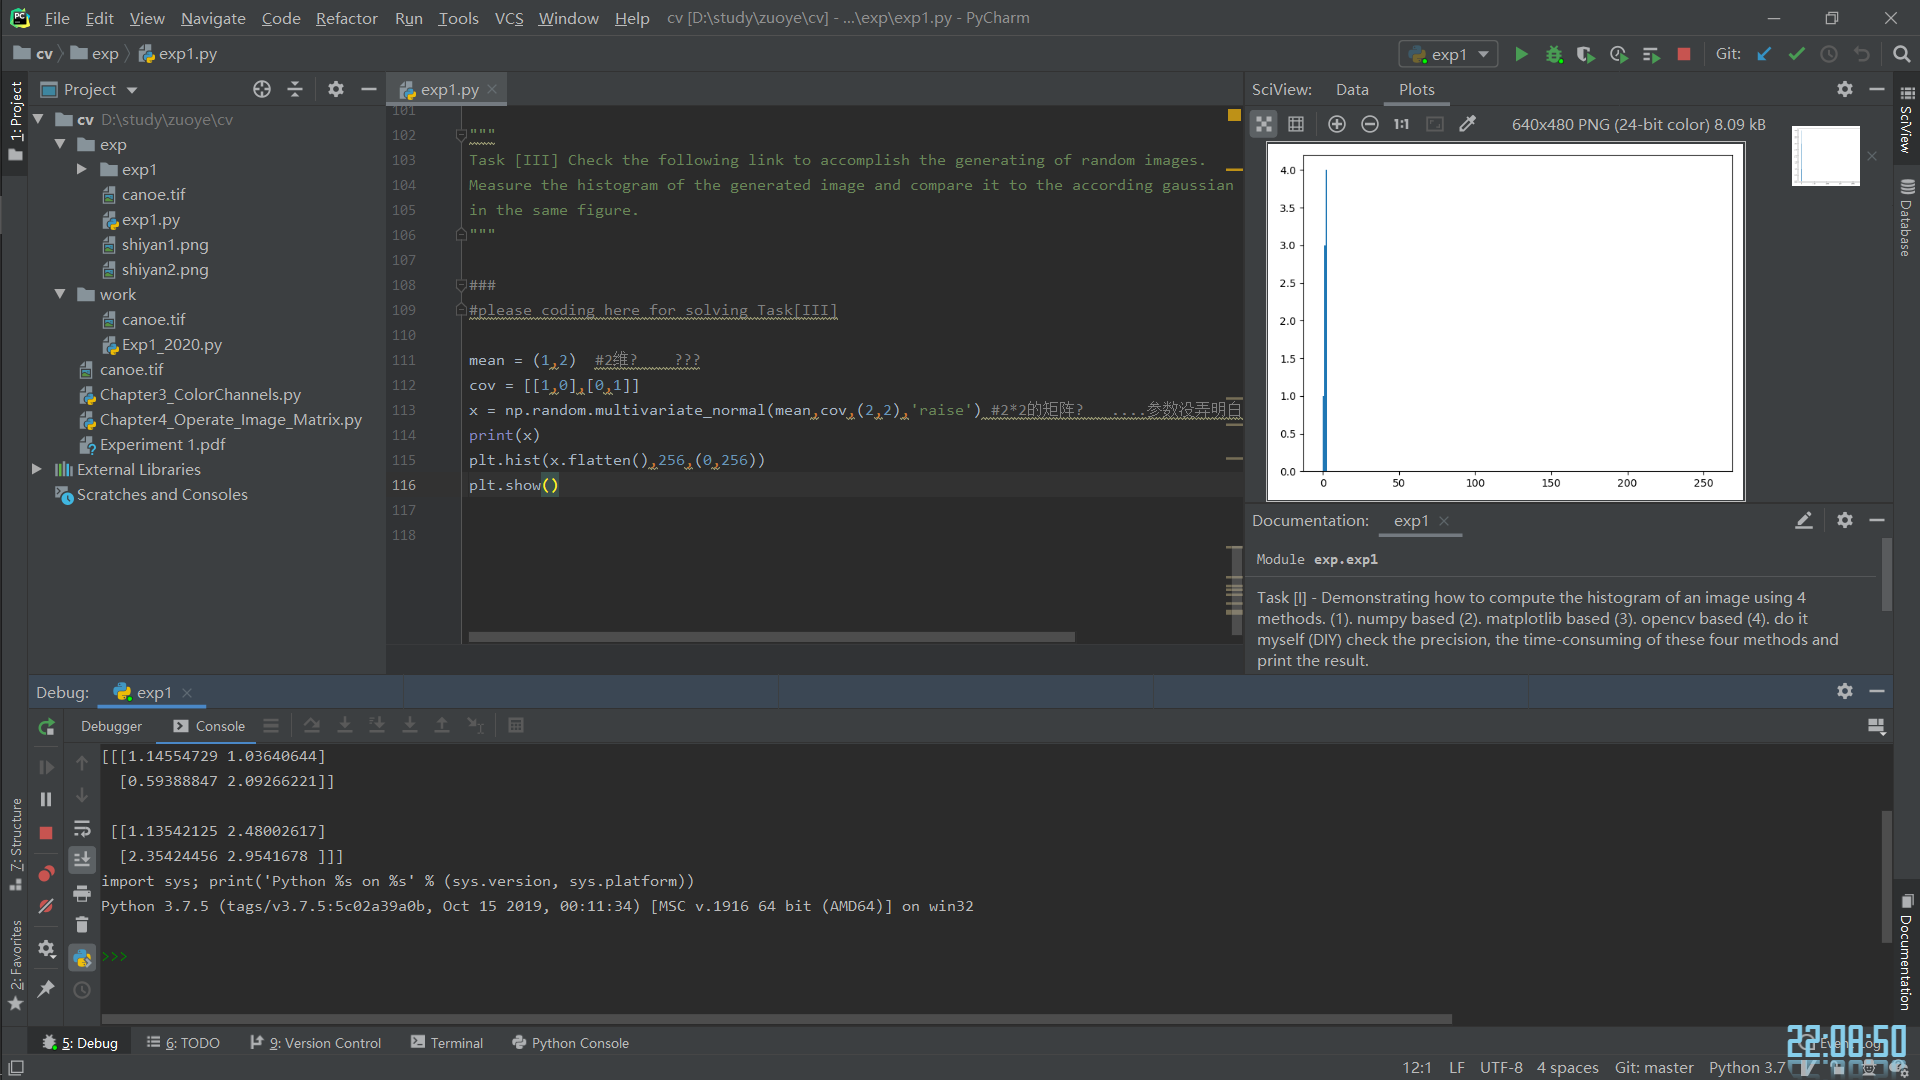 File Edit View Navigate Code Refactor Run Tools VCS Window Help cv [D:\study\zuoye\cv] - ...\exp\exp1.py - PyCharm
cv exp exp1.py
exp1
Git:
1: Project
Project
exp1.py
SciView: Data Plots
cv D:\study\zuoye\cv
exp
exp1
canoe.tif
exp1.py
shiyan1.png
shiyan2.png
work
canoe.tif
Exp1_2020.py
canoe.tif
Chapter3_ColorChannels.py
Chapter4_Operate_Image_Matrix.py
Experiment 1.pdf
External Libraries
Scratches and Consoles
101
102 """
103 Task [III] Check the following link to accomplish the generating of random images.
104 Measure the histogram of the generated image and compare it to the according gaussian
105 in the same figure.
106 """
107
108 ###
109 #please coding here for solving Task[III]
110
111 mean = (1,2)  #2维?    ???
112 cov = [[1,0],[0,1]]
113 x = np.random.multivariate_normal(mean,cov,(2,2),'raise') #2*2的矩阵?   ....参数没弄明白
114 print(x)
115 plt.hist(x.flatten(),256,(0,256))
116 plt.show()
117
118
1:1 640x480 PNG (24-bit color) 8.09 kB
4.0
3.5
3.0
2.5
2.0
1.5
1.0
0.5
0.0
0 50 100 150 200 250
SciView
Database
Documentation: exp1
Module exp.exp1
Task [I] - Demonstrating how to compute the histogram of an image using 4
methods. (1). numpy based (2). matplotlib based (3). opencv based (4). do it
myself (DIY) check the precision, the time-consuming of these four methods and
print the result.
Debug: exp1
Debugger Console
[[[1.14554729 1.03640644]
[0.59388847 2.09266221]]
[[1.13542125 2.48002617]
[2.35424456 2.9541678 ]]]
import sys; print('Python %s on %s' % (sys.version, sys.platform))
Python 3.7.5 (tags/v3.7.5:5c02a39a0b, Oct 15 2019, 00:11:34) [MSC v.1916 64 bit (AMD64)] on win32
>>>
7: Structure
2: Favorites
Documentation
5: Debug 6: TODO 9: Version Control Terminal Python Console
22:08:50
12:1 LF UTF-8 4 spaces Git: master Python 3.7